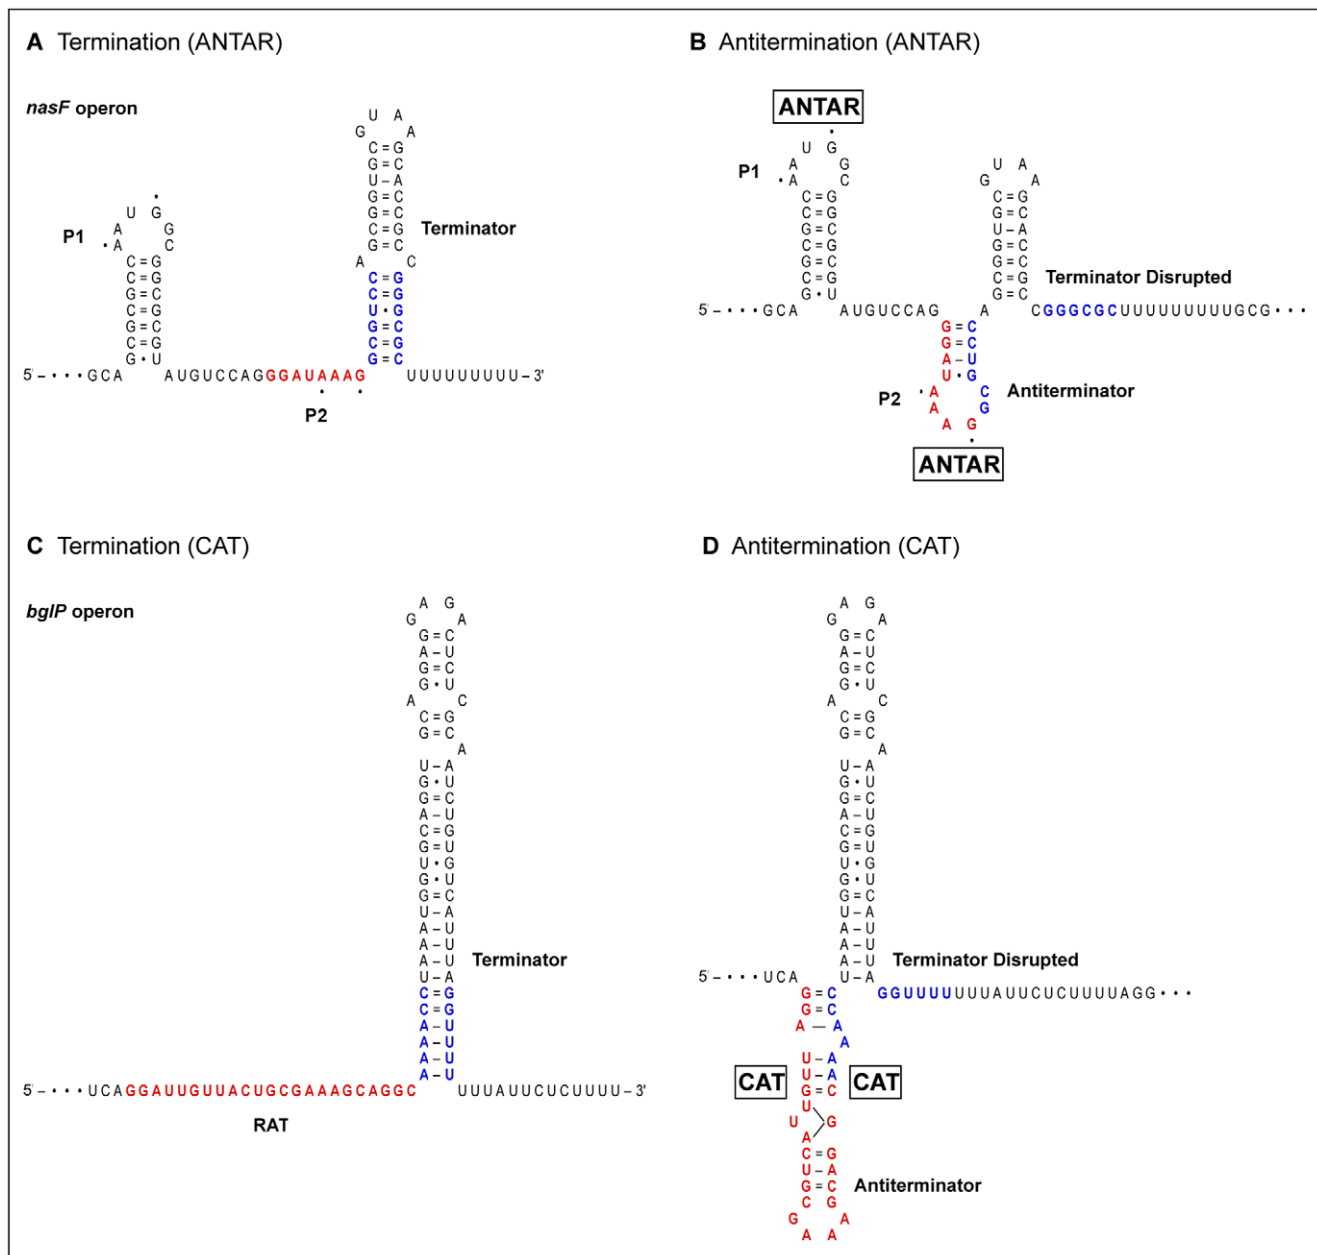 A Termination (ANTAR)
nasF operon
U G
A G
P1 A C
C = G
C = G
G = C
C = G
G = C
C = G
G • U
U A
G A
C = G
G = C
U – A
G = C
G = C
C = G
G = C
A C
Terminator
C = G
C = G
U • G
G = C
C = G
G = C
5' – • • • GCA AUGUCCAGGGAUAAAG UUUUUUUUU – 3'
P2
B Antitermination (ANTAR)
ANTAR
U G
A G
P1 A C
C = G
C = G
G = C
C = G
G = C
C = G
G • U
U A
G A
C = G
G = C
U – A
G = C
G = C
C = G
G = C
Terminator Disrupted
5' – • • • GCA AUGUCCAG A CGGGCGCUUUUUUUUUGCG • • •
G = C
G = C
A – U
U • G
P2 A C
A G
A G
Antiterminator
ANTAR
C Termination (CAT)
bglP operon
A G
G A
G = C
A – U
G = C
G • U
A C
C = G
G = C
A
U – A
G • U
G = C
A – U
C = G
G = U
U • G
G • U
G = C
U – A
A – U
A – U
A – U
U – A
Terminator
C = G
C = G
A – U
A – U
A – U
A – U
5' – • • • UCAGGAUUGUUACUGCGAAAGCAGGC UUUAUUCUCUUUU – 3'
RAT
D Antitermination (CAT)
A G
G A
G = C
A – U
G = C
G • U
A C
C = G
G = C
A
U – A
G • U
G = C
A – U
C = G
G = U
U • G
G • U
G = C
U – A
A – U
A – U
A – U
U – A
Terminator Disrupted
5' – • • • UCA GGUUUUUUUAUUCUCUUUUAGG • • •
G = C
G = C
A – A
A
U – A
U – A
G = C
CAT CAT
U
U G
A
C = G
U – A
G = C
C G
G A
A A
Antiterminator